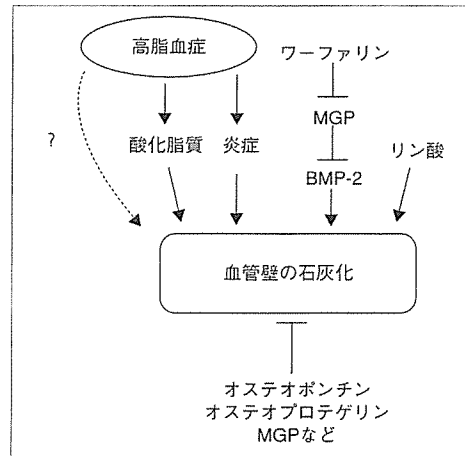 高脂血症
ワーファリン
MGP
?
酸化脂質
炎症
BMP-2
リン酸
血管壁の石灰化
オステオポンチン
オステオプロテゲリン
MGPなど